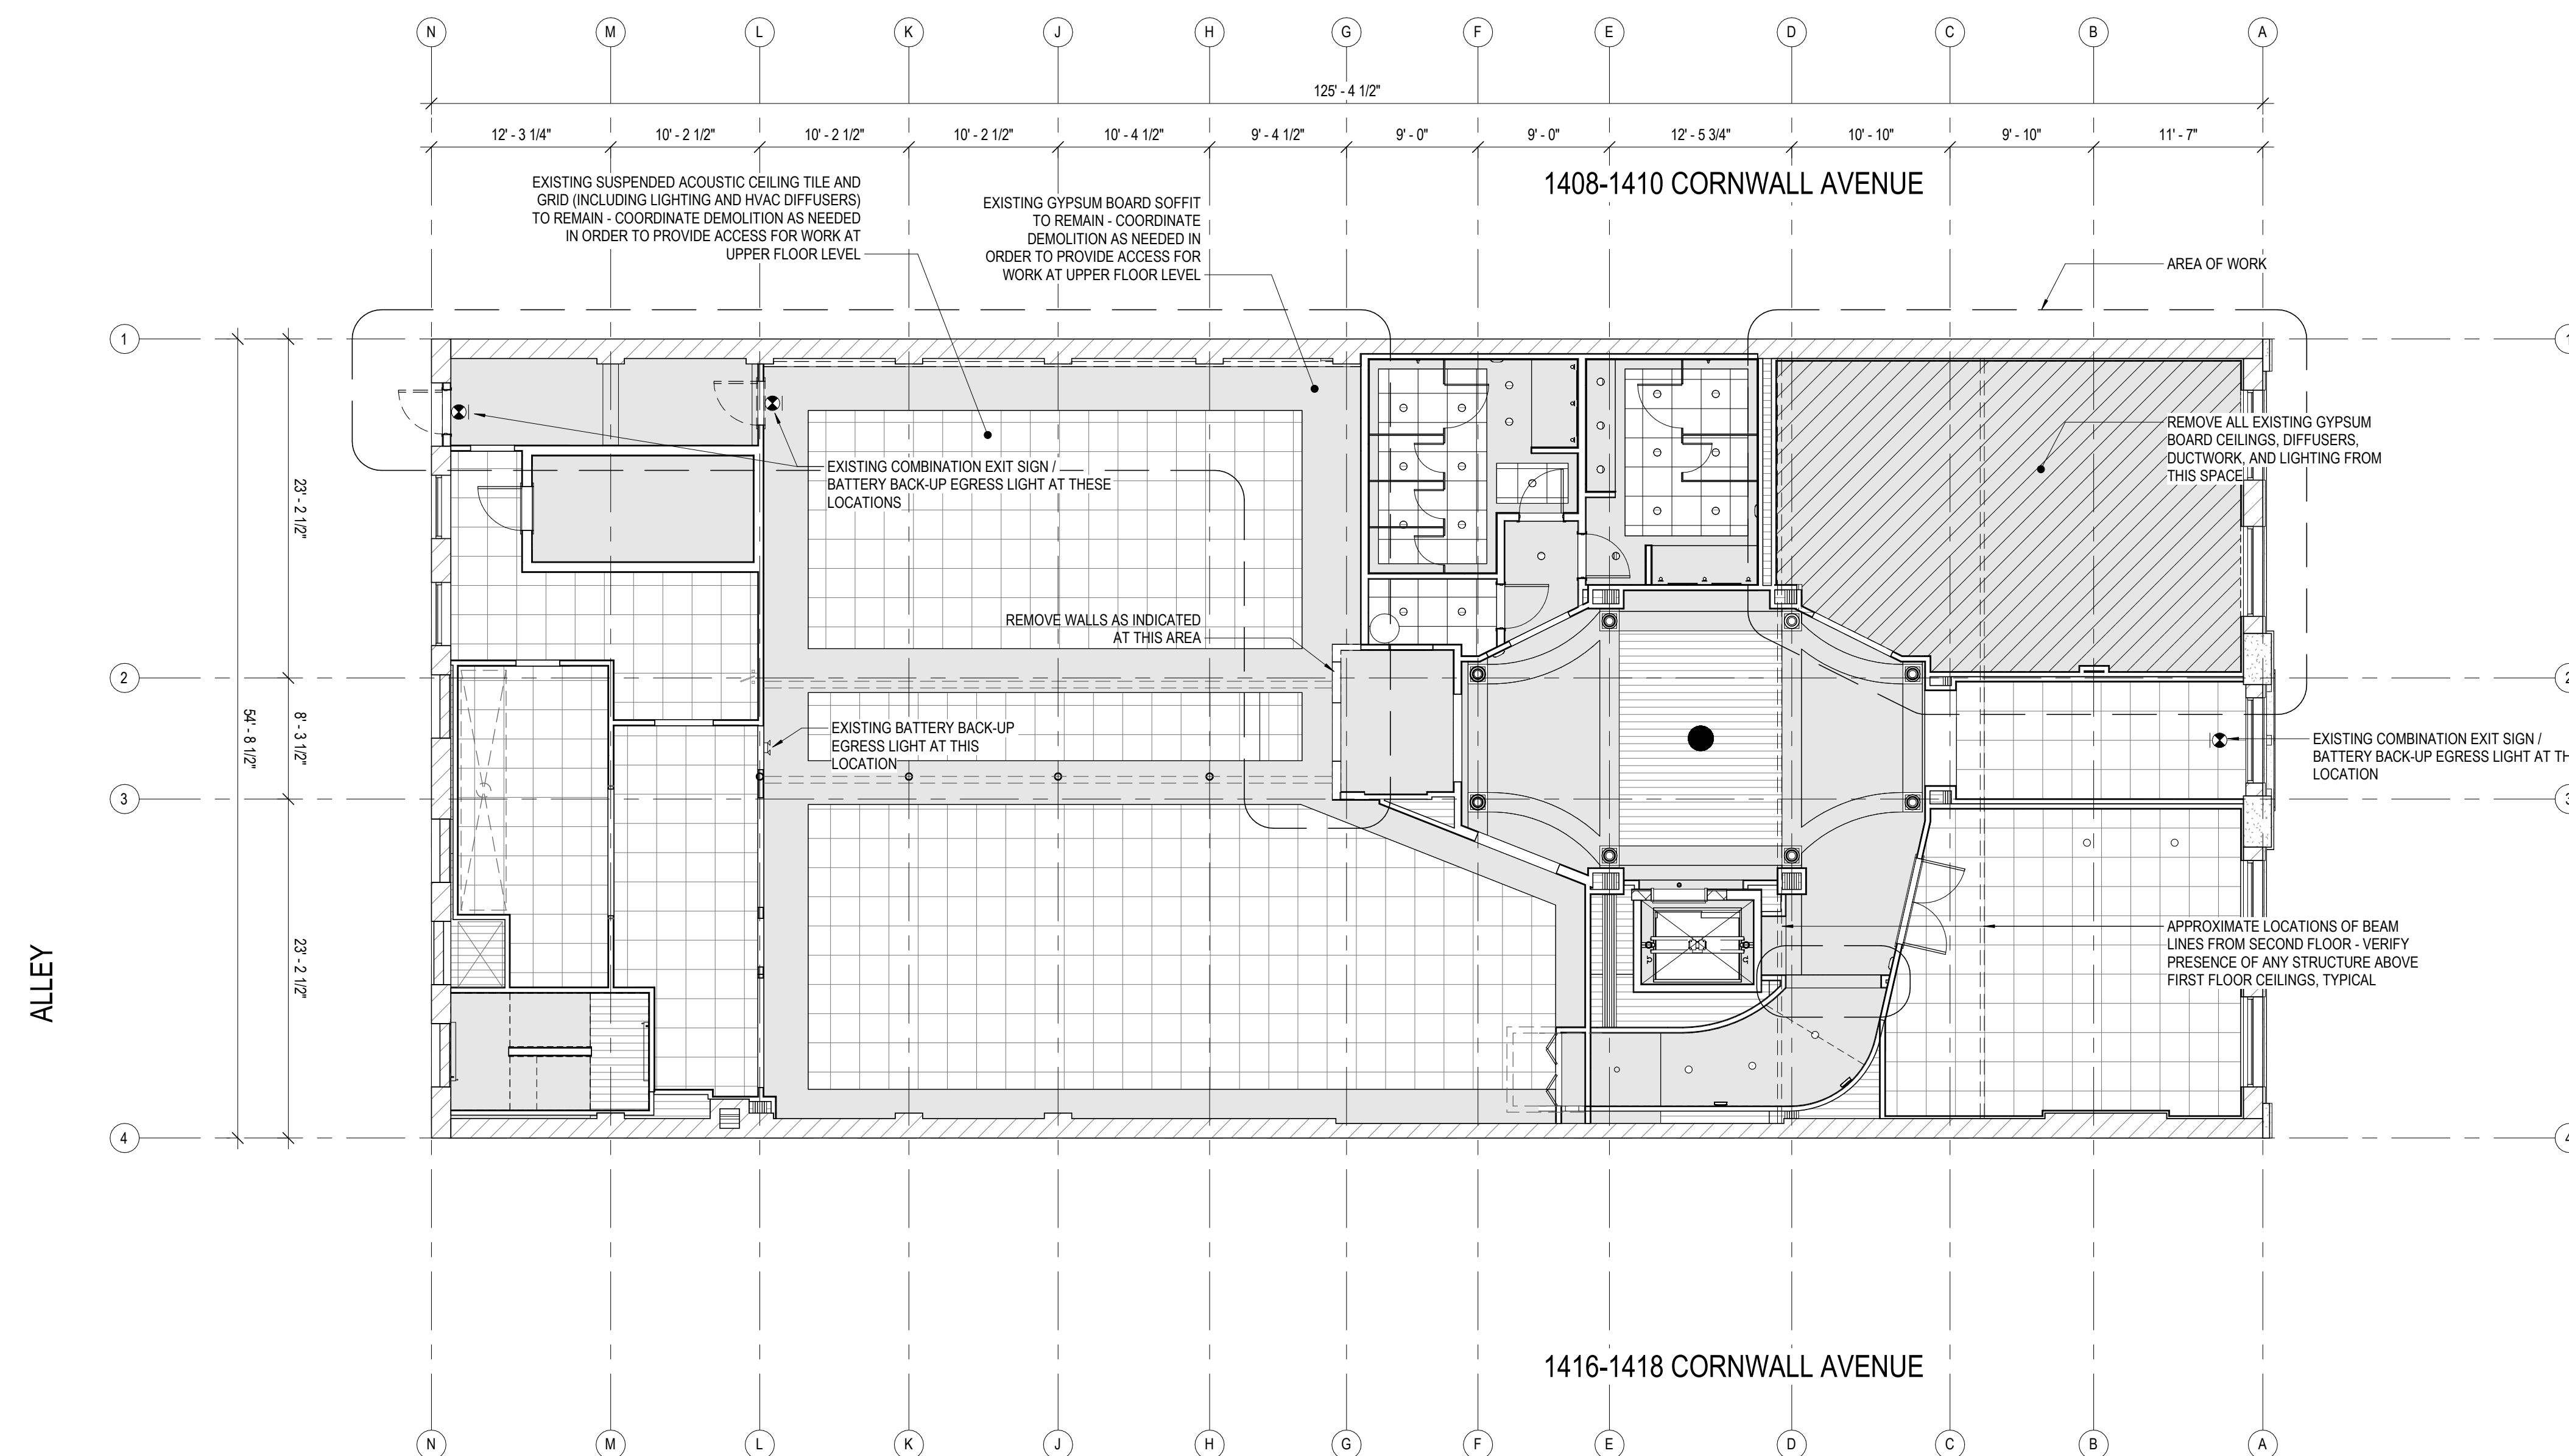 N M L K J H G F E D C B A
125' - 4 1/2"
12' - 3 1/4" 10' - 2 1/2" 10' - 2 1/2" 10' - 2 1/2" 10' - 4 1/2" 9' - 4 1/2" 9' - 0" 9' - 0" 12' - 5 3/4" 10' - 10" 9' - 10" 11' - 7"
1408-1410 CORNWALL AVENUE
EXISTING SUSPENDED ACOUSTIC CEILING TILE AND
GRID (INCLUDING LIGHTING AND HVAC DIFFUSERS)
TO REMAIN - COORDINATE DEMOLITION AS NEEDED
IN ORDER TO PROVIDE ACCESS FOR WORK AT
UPPER FLOOR LEVEL
EXISTING GYPSUM BOARD SOFFIT
TO REMAIN - COORDINATE
DEMOLITION AS NEEDED IN
ORDER TO PROVIDE ACCESS FOR
WORK AT UPPER FLOOR LEVEL
AREA OF WORK
1
1
REMOVE ALL EXISTING GYPSUM
BOARD CEILINGS, DIFFUSERS,
DUCTWORK, AND LIGHTING FROM
THIS SPACE
EXISTING COMBINATION EXIT SIGN /
BATTERY BACK-UP EGRESS LIGHT AT THESE
LOCATIONS
23' - 2 1/2"
REMOVE WALLS AS INDICATED
AT THIS AREA
2
2
54' - 8 1/2"
8' - 3 1/2"
EXISTING BATTERY BACK-UP
EGRESS LIGHT AT THIS
LOCATION
EXISTING COMBINATION EXIT SIGN /
BATTERY BACK-UP EGRESS LIGHT AT TH
LOCATION
3
3
ALLEY
23' - 2 1/2"
APPROXIMATE LOCATIONS OF BEAM
LINES FROM SECOND FLOOR - VERIFY
PRESENCE OF ANY STRUCTURE ABOVE
FIRST FLOOR CEILINGS, TYPICAL
4
4
1416-1418 CORNWALL AVENUE
N M L K J H G F E D C B A